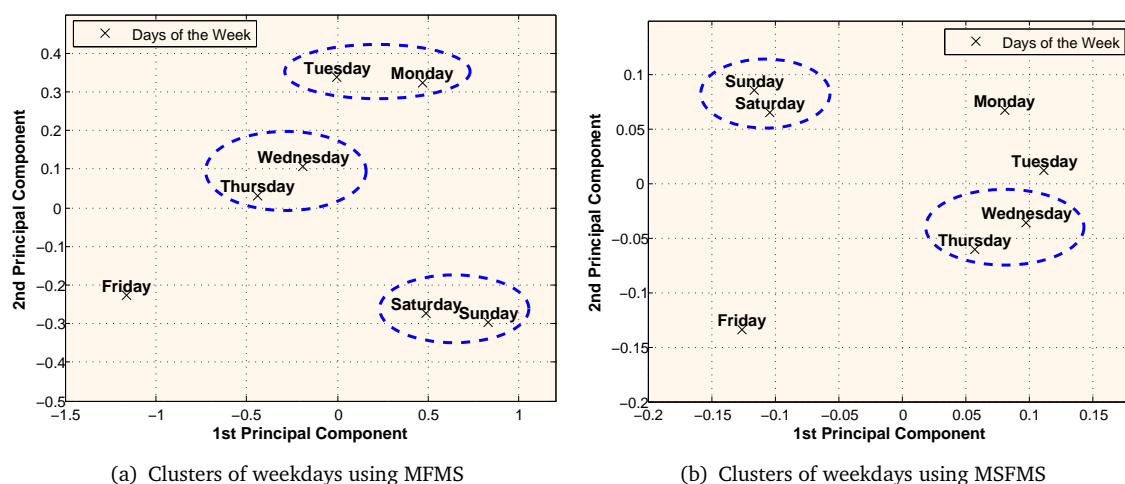 Days of the Week
Tuesday
Monday
Wednesday
Thursday
Friday
Saturday
Sunday
0.4
0.3
0.2
0.1
0
−0.1
−0.2
−0.3
−0.4
−0.5
−1.5
−1
−0.5
0
0.5
1
2nd Principal Component
1st Principal Component
(a) Clusters of weekdays using MFMS
Days of the Week
Sunday
Saturday
Monday
Tuesday
Wednesday
Thursday
Friday
0.1
0.05
0
−0.05
−0.1
−0.15
−0.2
−0.2
−0.15
−0.1
−0.05
0
0.05
0.1
0.15
2nd Principal Component
1st Principal Component
(b) Clusters of weekdays using MSFMS